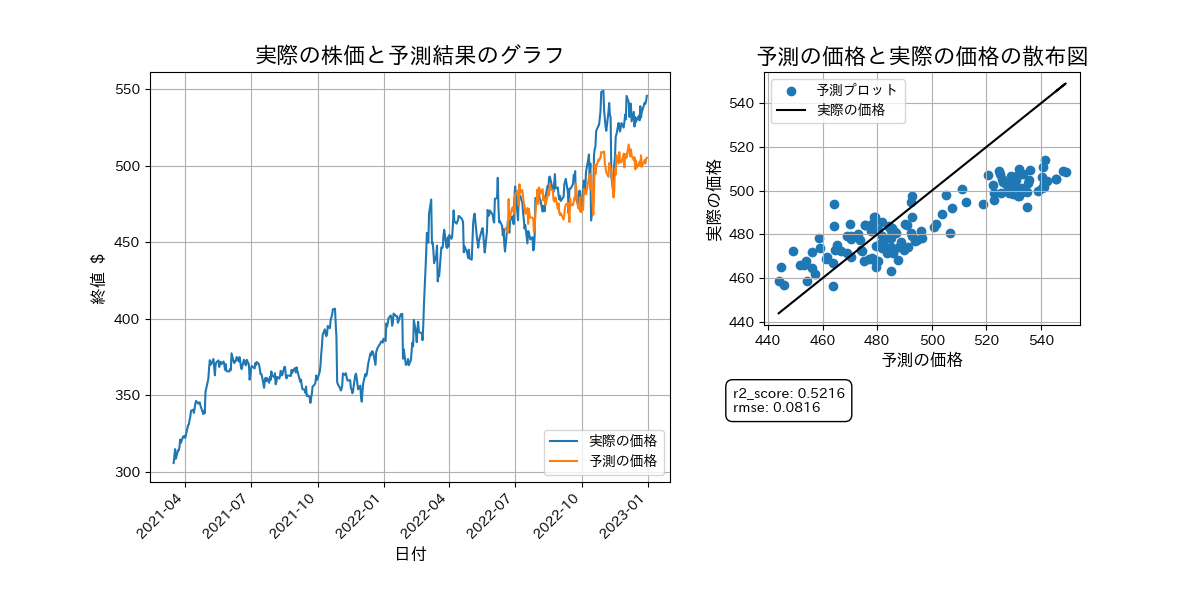 実際の株価と予測結果のグラフ
550
500
450
400
350
300
終値 $
2021-04
2021-07
2021-10
2022-01
2022-04
2022-07
2022-10
2023-01
日付
実際の価格
予測の価格
予測の価格と実際の価格の散布図
予測プロット
実際の価格
540
520
500
480
460
440
実際の価格
440
460
480
500
520
540
予測の価格
r2_score: 0.5216
rmse: 0.0816